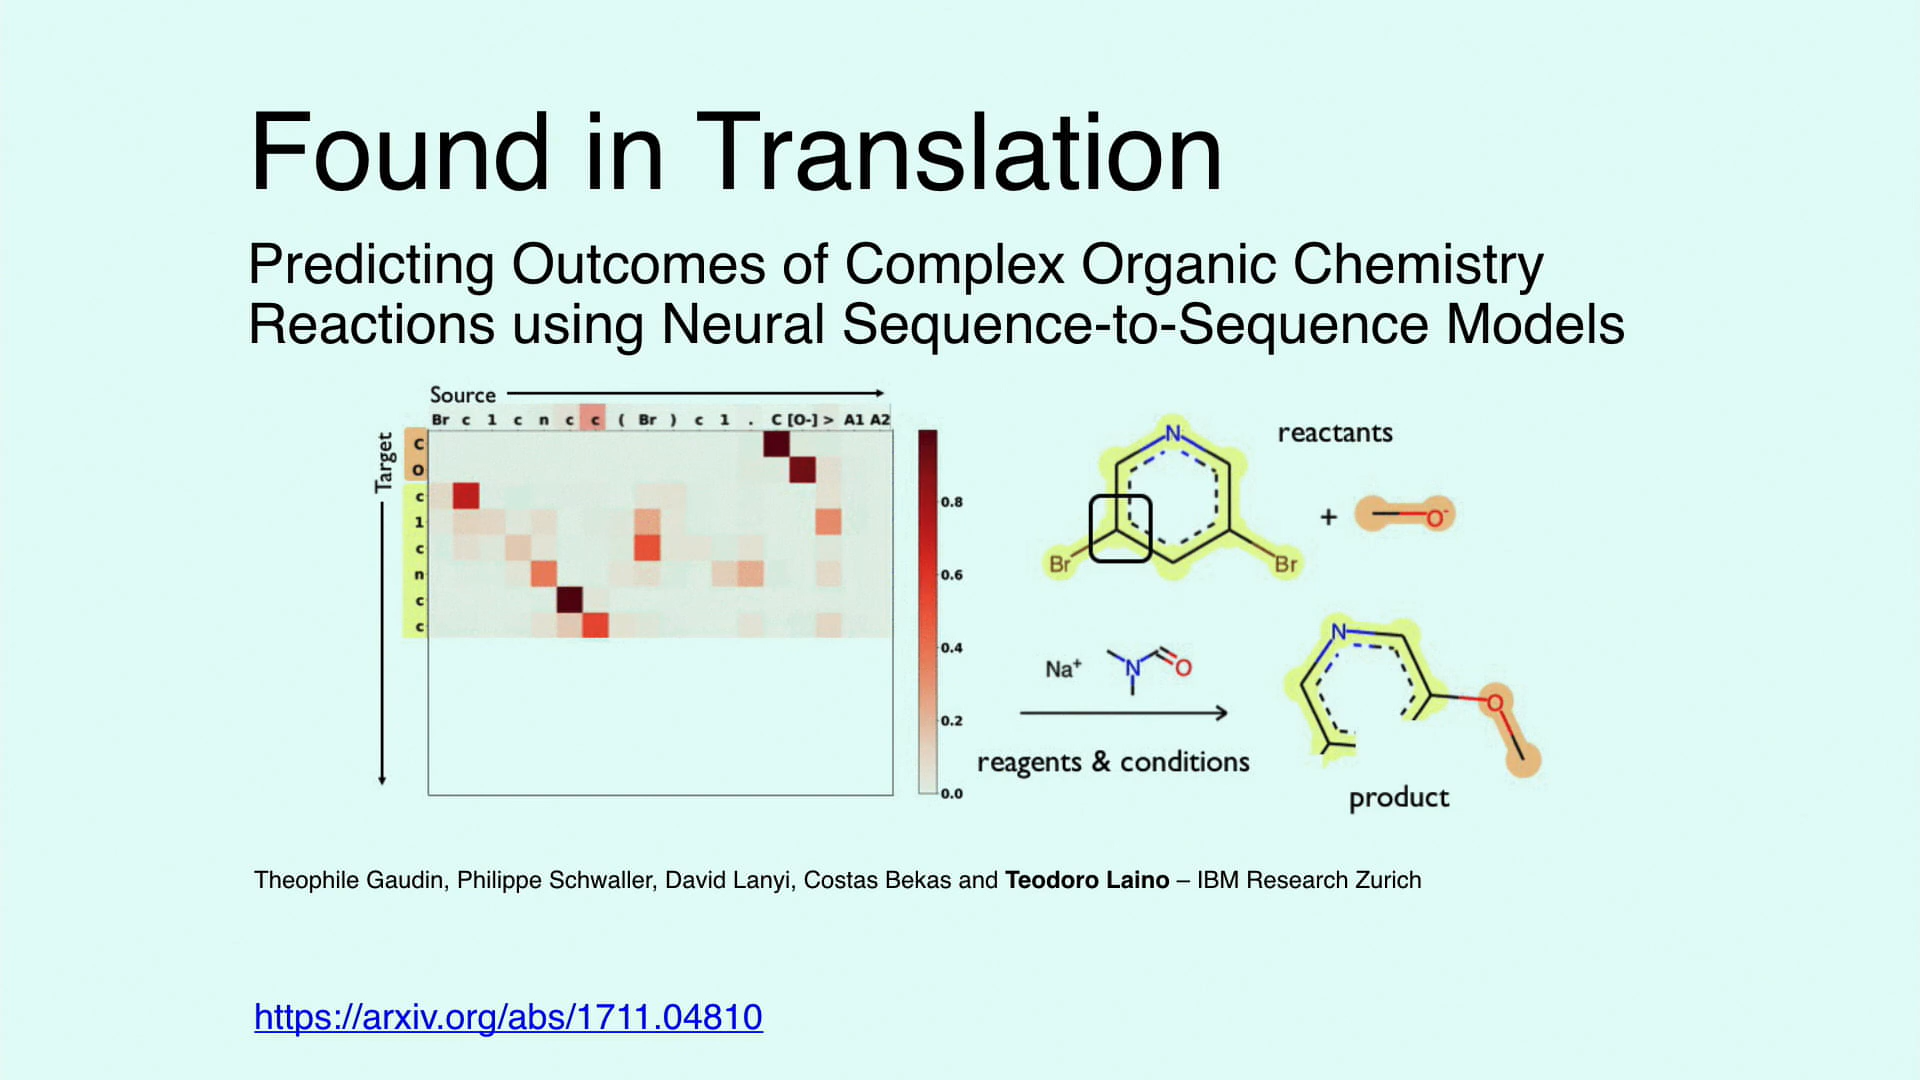 Found in Translation
Predicting Outcomes of Complex Organic Chemistry
Reactions using Neural Sequence-to-Sequence Models
Source
Br c 1 c n c c ( Br ) c 1 . C [O-] > A1 A2
Target
c
o
c
1
c
n
c
c
0.8
0.6
0.4
0.2
0.0
N
reactants
+
O-
Br
Br
Na+
N
O
reagents & conditions
N
O
product
Theophile Gaudin, Philippe Schwaller, David Lanyi, Costas Bekas and Teodoro Laino – IBM Research Zurich
https://arxiv.org/abs/1711.04810